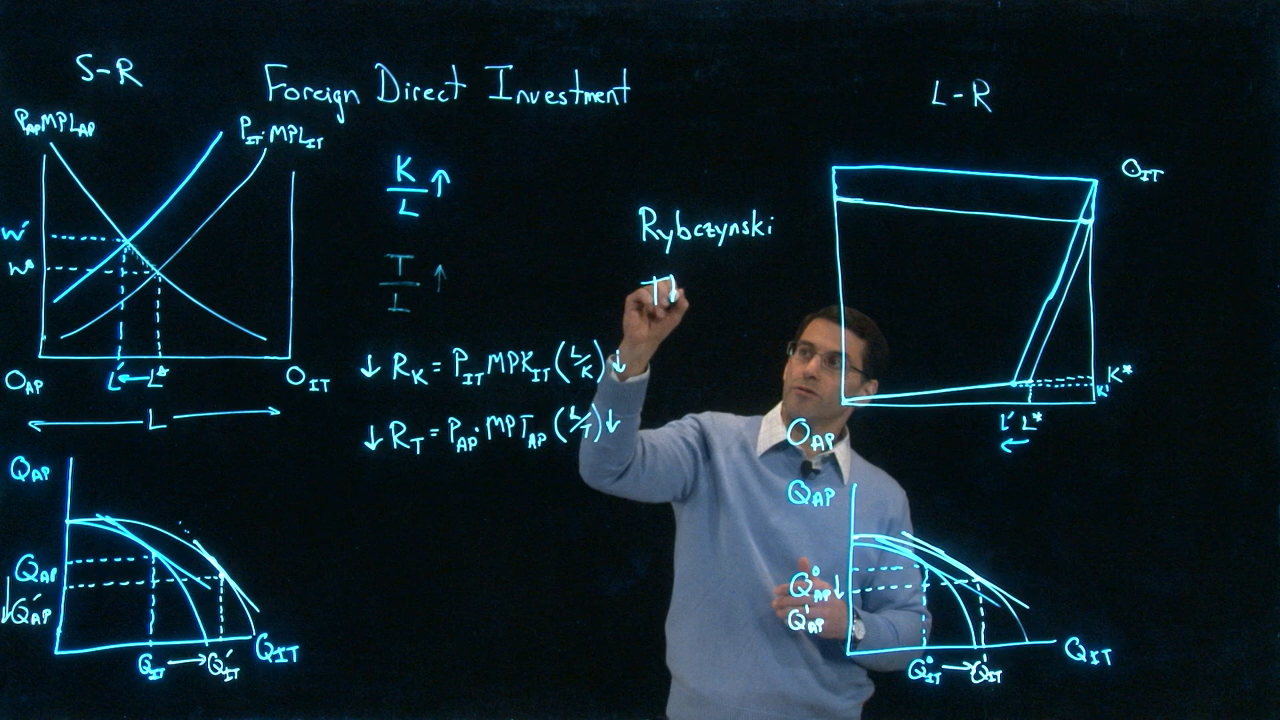 S-R
Foreign Direct Investment
L-R
P_AP MPL_AP
P_IT·MPL_IT
W'
W°
O_AP
L' ← L*
O_IT
← L →
K/L ↑
T/L ↑
↓ R_K = P_IT MPK_IT (L/K) ↓
↓ R_T = P_AP · MPT_AP (L/T) ↓
Rybczynski
O_IT
K*
K'
L' L*
←
O_AP
Q_AP
Q_AP
↓ Q'_AP
Q_IT → Q'_IT
Q_IT
Q_AP
Q°_AP ↓
Q'_AP
Q°_IT → Q'_IT
Q_IT